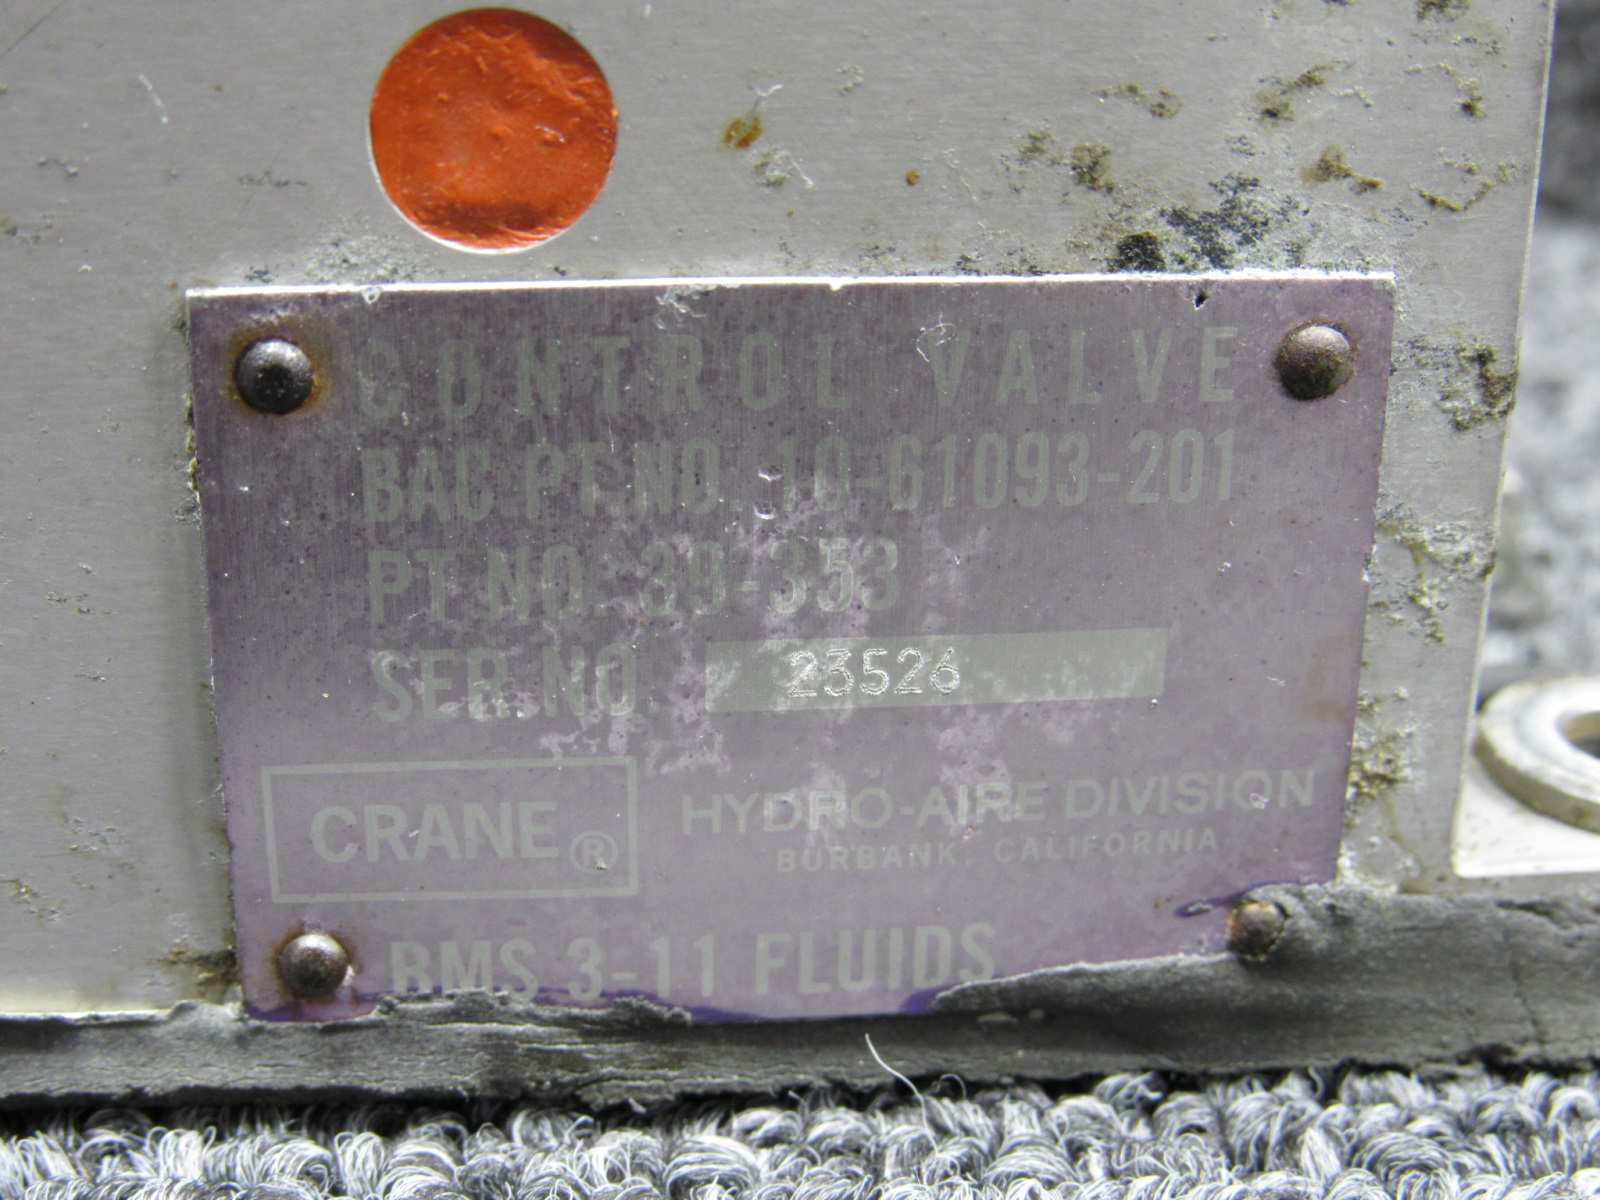 CONTROL VALVE
BAC PT NO. 10-61093-201
PT NO. 39-353
SER. NO. 23526
CRANE®
HYDRO-AIRE DIVISION
BURBANK, CALIFORNIA
BMS 3-11 FLUIDS